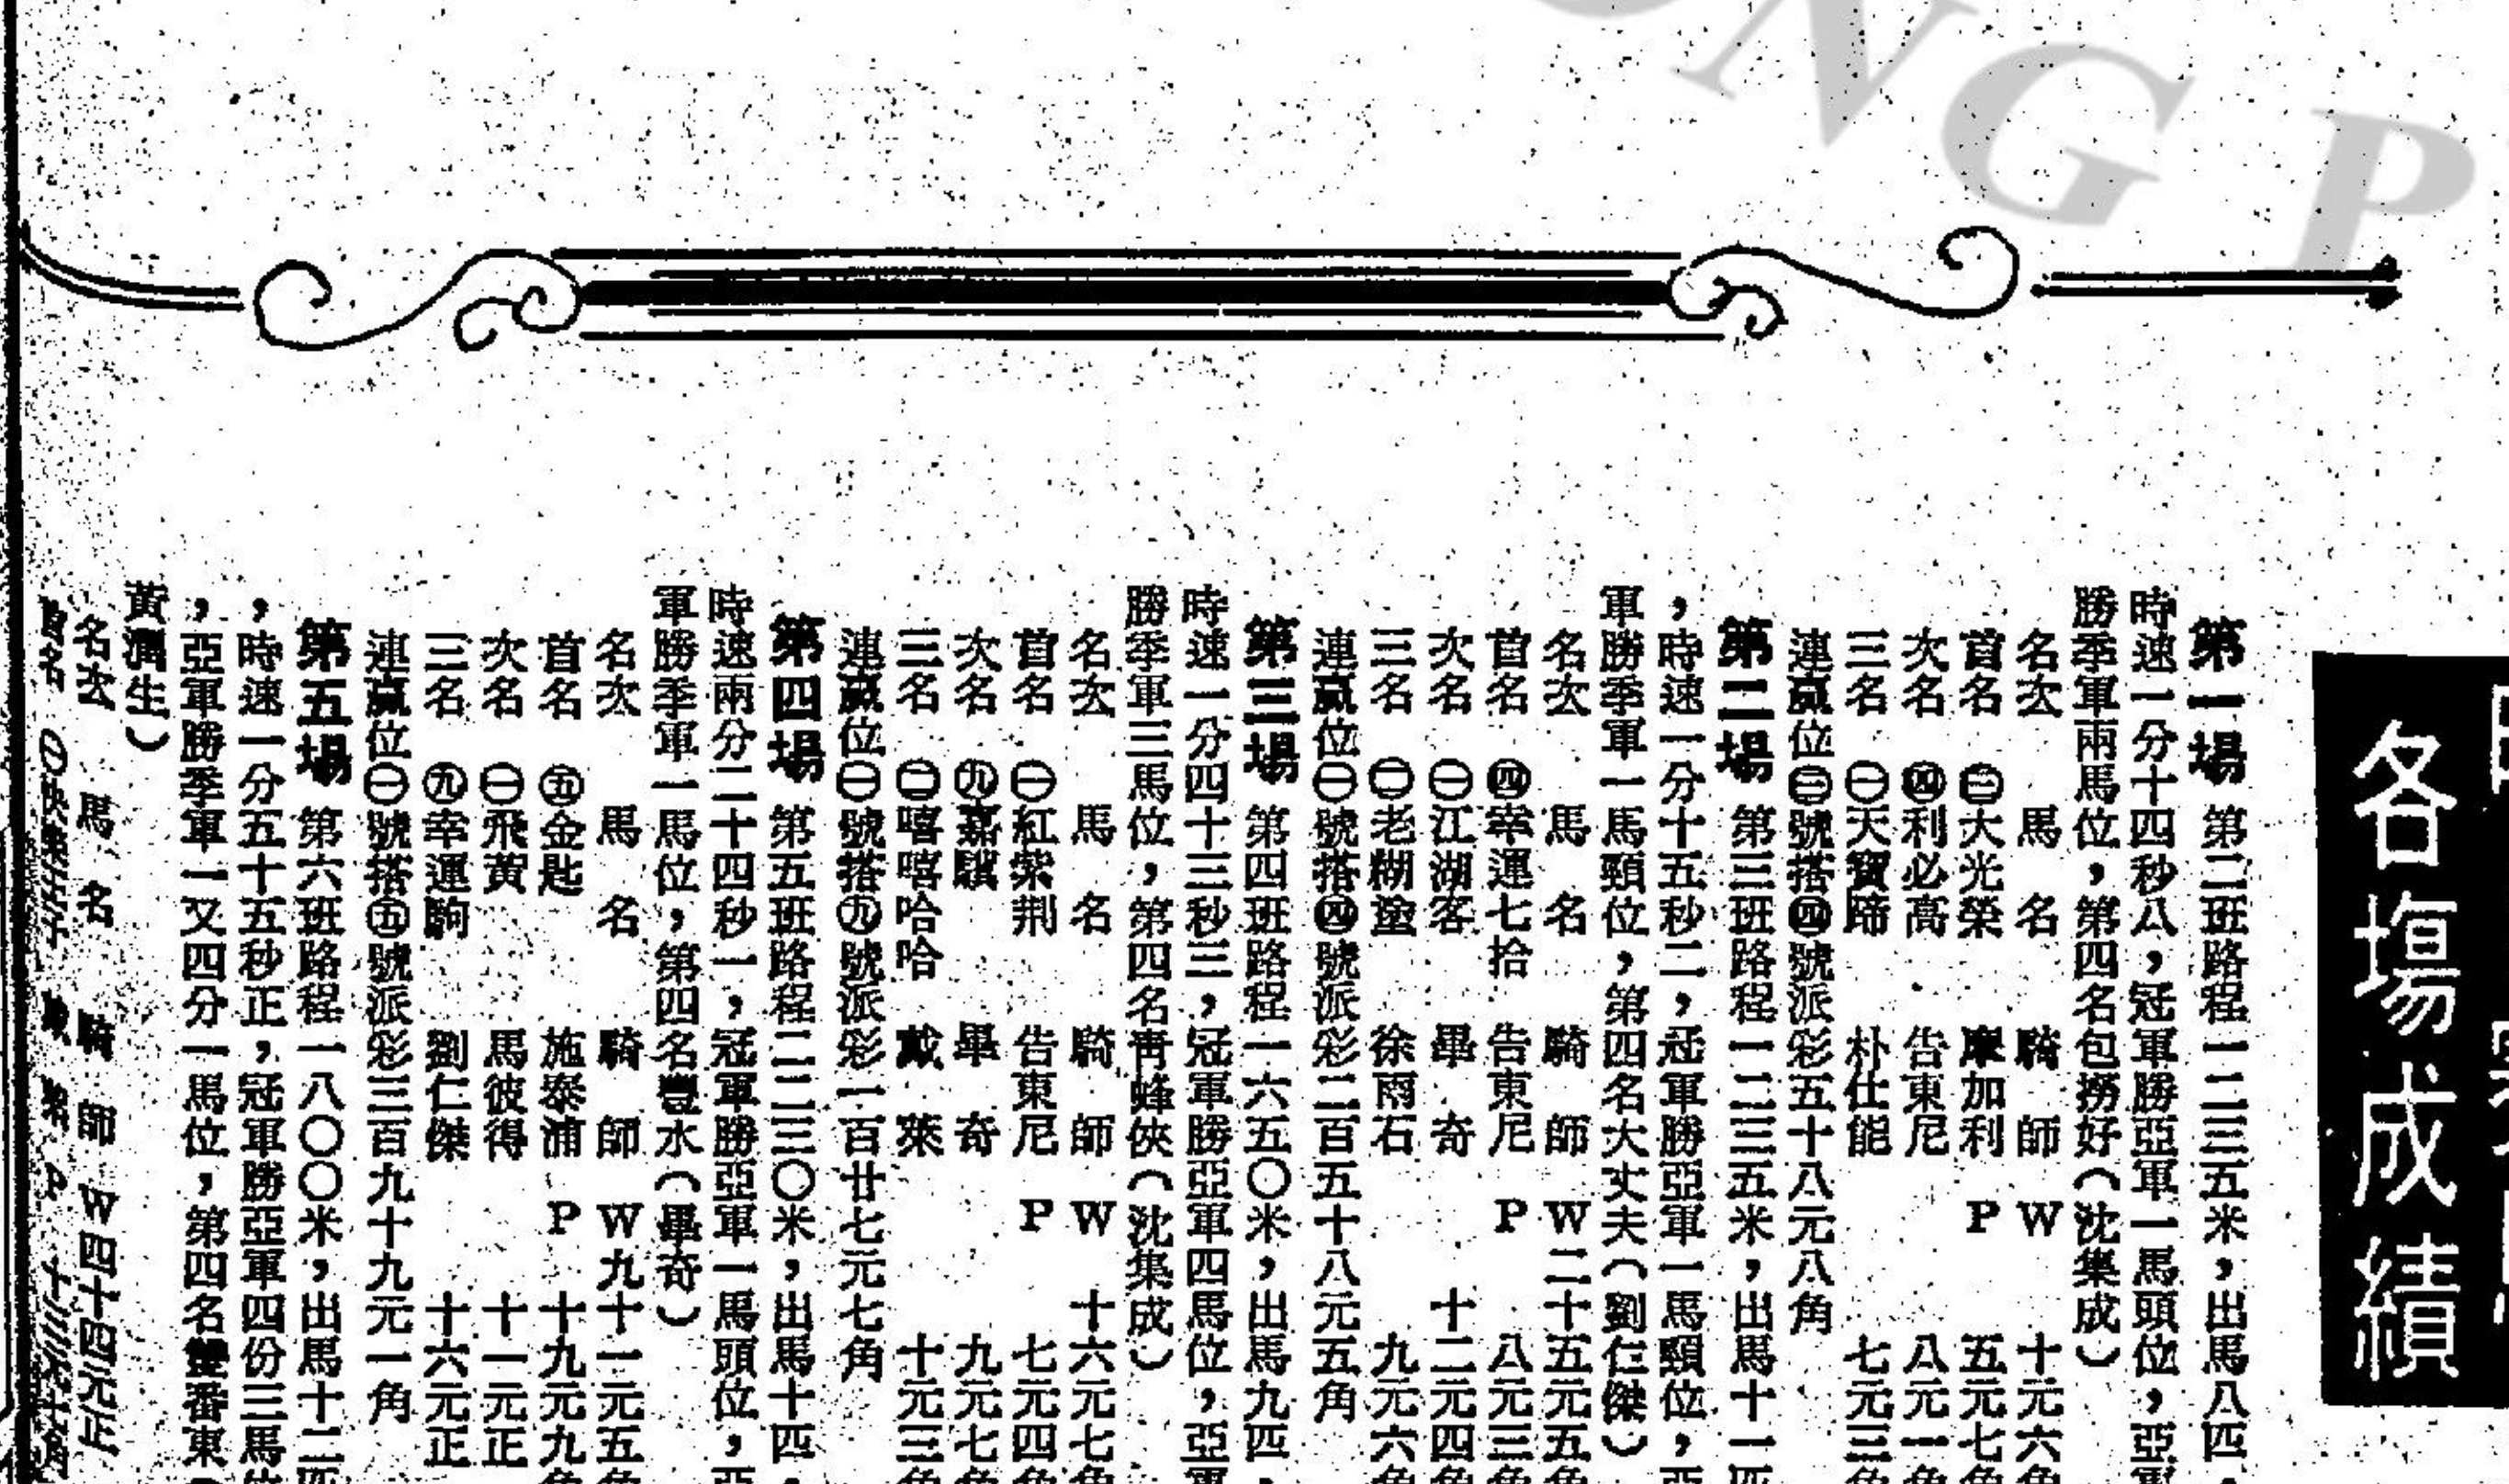 各場成績
第一場 第二班路程一二三五米，出馬八匹，
時速一分十四秒八，冠軍勝亞軍一馬頭位，亞軍
勝季軍兩馬位，第四名包撈好（沈集成）
名次 馬名 騎師 W 十元六角
首名 ㊂大光榮 摩加利 P 五元七角
次名 ㊃利必高 告東尼 八元一角
三名 ㊀天寶蹄 朴仕能 七元三角
連贏位㊂號搭㊃號派彩五十八元八角
第二場 第三班路程一二三五米，出馬十一匹
，時速一分十五秒二，冠軍勝亞軍一馬頸位，亞
軍勝季軍一馬頸位，第四名大丈夫（劉仁傑）
名次 馬名 騎師 W二十五元五角
首名 ㊃幸運七拾 告東尼 P 八元三角
次名 ㊀江湖客 畢奇 十二元四角
三名 ㊁老糊塗 徐雨石 九元六角
連贏位㊀號搭㊃號派彩二百五十八元五角
第三場 第四班路程一六五〇米，出馬九匹，
時速一分四十三秒三，冠軍勝亞軍四馬位，亞軍
勝季軍三馬位，第四名青蜂俠（沈集成）
名次 馬名 騎師 W 十六元七角
首名 ㊀紅紫荆 告東尼 P 七元四角
次名 ㊈嘉驥 畢奇 九元七角
三名 ㊁嘻嘻哈哈 戴萊 十元三角
連贏位㊀號搭㊈號派彩一百廿七元七角
第四場 第五班路程二二三〇米，出馬十匹，
時速兩分二十四秒一，冠軍勝亞軍一馬頭位，亞
軍勝季軍一馬位，第四名豐水（畢奇）
名次 馬名 騎師 W九十一元五角
首名 ㊄金匙 施泰浦 P 十九元九角
次名 ㊀飛黃 馬彼得 十一元正
三名 ㊈幸運駒 劉仁傑 十六元正
連贏位㊀號搭㊄號派彩三百九十九元一角
第五場 第六班路程一八〇〇米，出馬十二匹
，時速一分五十五秒正，冠軍勝亞軍四份三馬位
，亞軍勝季軍一又四分一馬位，第四名雙番東（
黃潤生）
名次 馬名 騎師 W四十四元正
首名 P